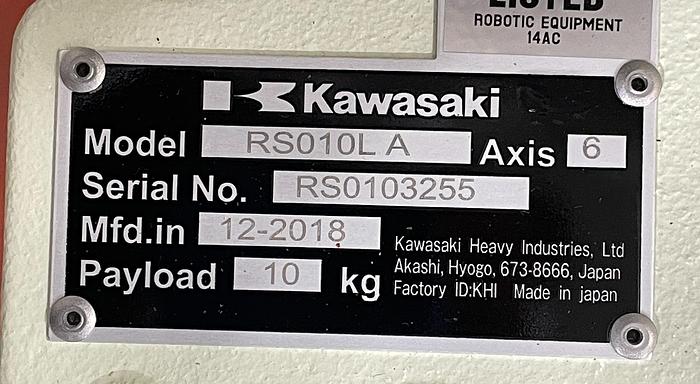 LISTED
ROBOTIC EQUIPMENT
14AC
Kawasaki
Model RS010L A Axis 6
Serial No. RS0103255
Mfd.in 12-2018
Payload 10 kg
Kawasaki Heavy Industries, Ltd
Akashi, Hyogo, 673-8666, Japan
Factory ID:KHI Made in japan